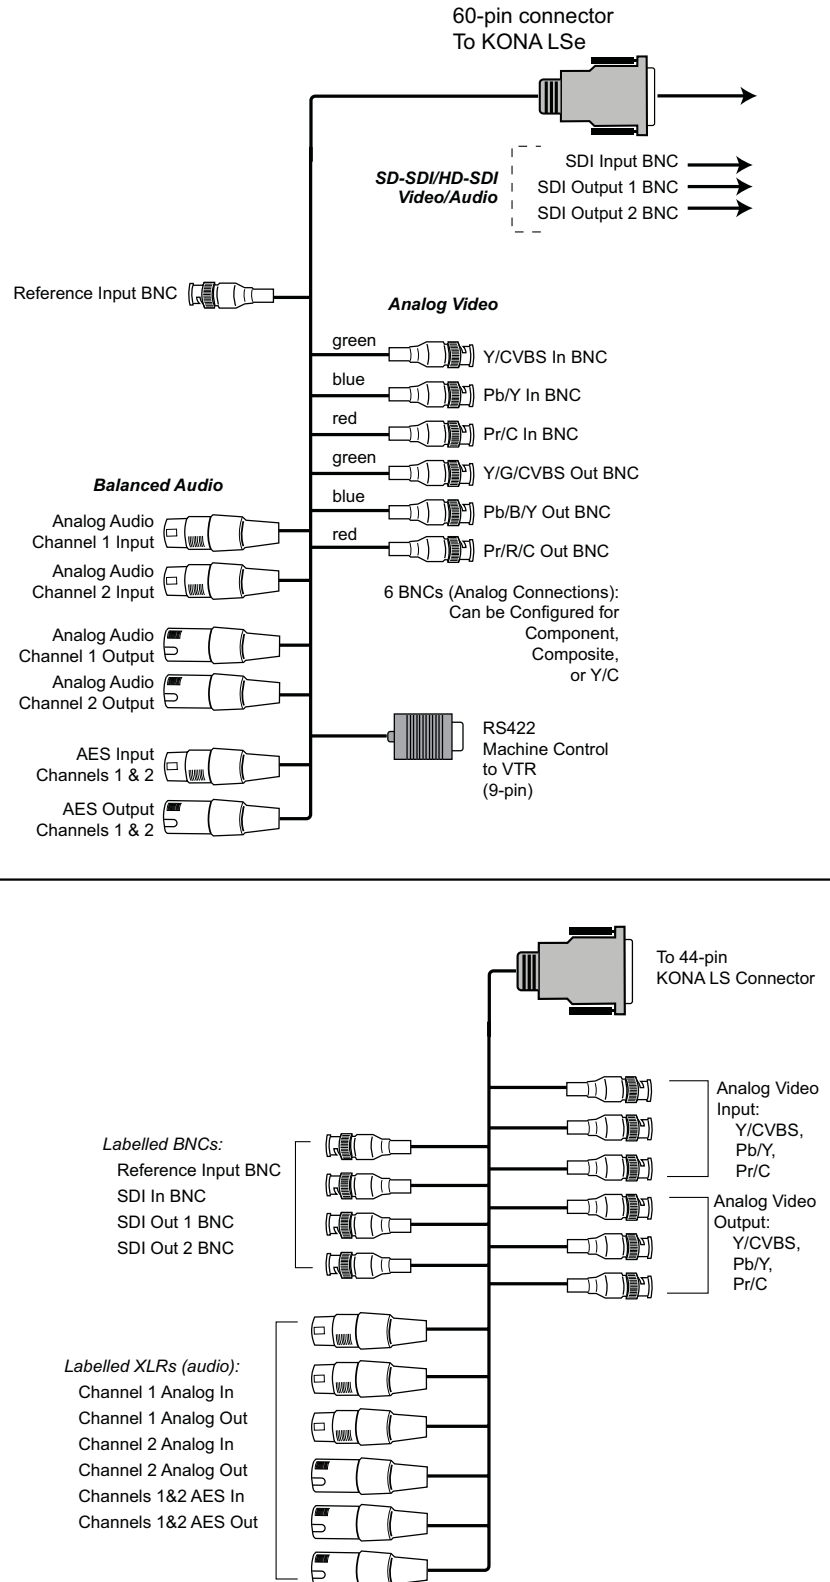 60-pin connector
To KONA LSe
SD-SDI/HD-SDI
Video/Audio
SDI Input BNC
SDI Output 1 BNC
SDI Output 2 BNC
Reference Input BNC
Analog Video
green
Y/CVBS In BNC
blue
Pb/Y In BNC
red
Pr/C In BNC
green
Y/G/CVBS Out BNC
blue
Pb/B/Y Out BNC
red
Pr/R/C Out BNC
6 BNCs (Analog Connections):
Can be Configured for
Component,
Composite,
or Y/C
Balanced Audio
Analog Audio
Channel 1 Input
Analog Audio
Channel 2 Input
Analog Audio
Channel 1 Output
Analog Audio
Channel 2 Output
AES Input
Channels 1 & 2
AES Output
Channels 1 & 2
RS422
Machine Control
to VTR
(9-pin)
To 44-pin
KONA LS Connector
Analog Video
Input:
Y/CVBS,
Pb/Y,
Pr/C
Analog Video
Output:
Y/CVBS,
Pb/Y,
Pr/C
Labelled BNCs:
Reference Input BNC
SDI In BNC
SDI Out 1 BNC
SDI Out 2 BNC
Labelled XLRs (audio):
Channel 1 Analog In
Channel 1 Analog Out
Channel 2 Analog In
Channel 2 Analog Out
Channels 1&2 AES In
Channels 1&2 AES Out